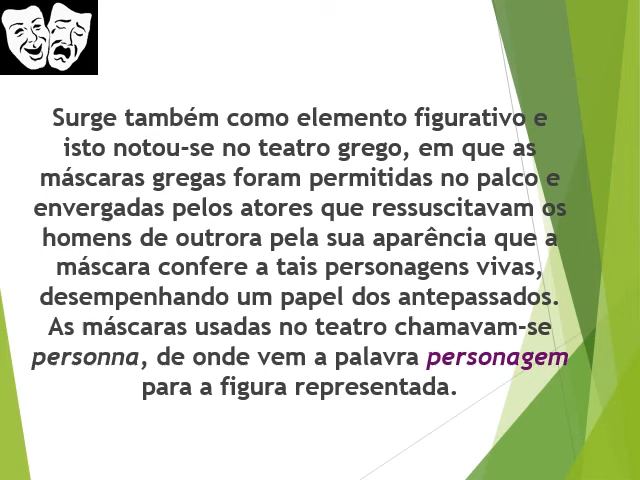 Surge também como elemento figurativo e
isto notou-se no teatro grego, em que as
máscaras gregas foram permitidas no palco e
envergadas pelos atores que ressuscitavam os
homens de outrora pela sua aparência que a
máscara confere a tais personagens vivas,
desempenhando um papel dos antepassados.
As máscaras usadas no teatro chamavam-se
personna, de onde vem a palavra personagem
para a figura representada.